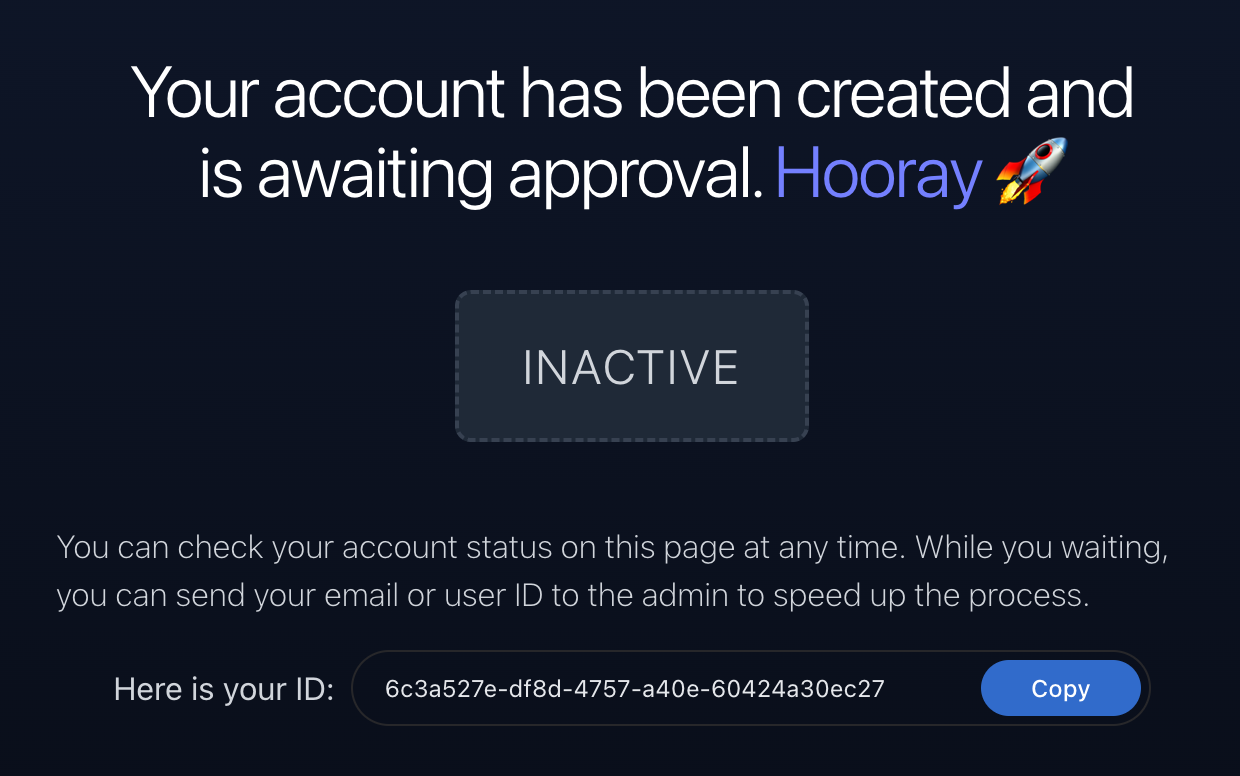 Your account has been created and
is awaiting approval. Hooray 🚀
INACTIVE
You can check your account status on this page at any time. While you waiting,
you can send your email or user ID to the admin to speed up the process.
Here is your ID: 6c3a527e-df8d-4757-a40e-60424a30ec27 Copy